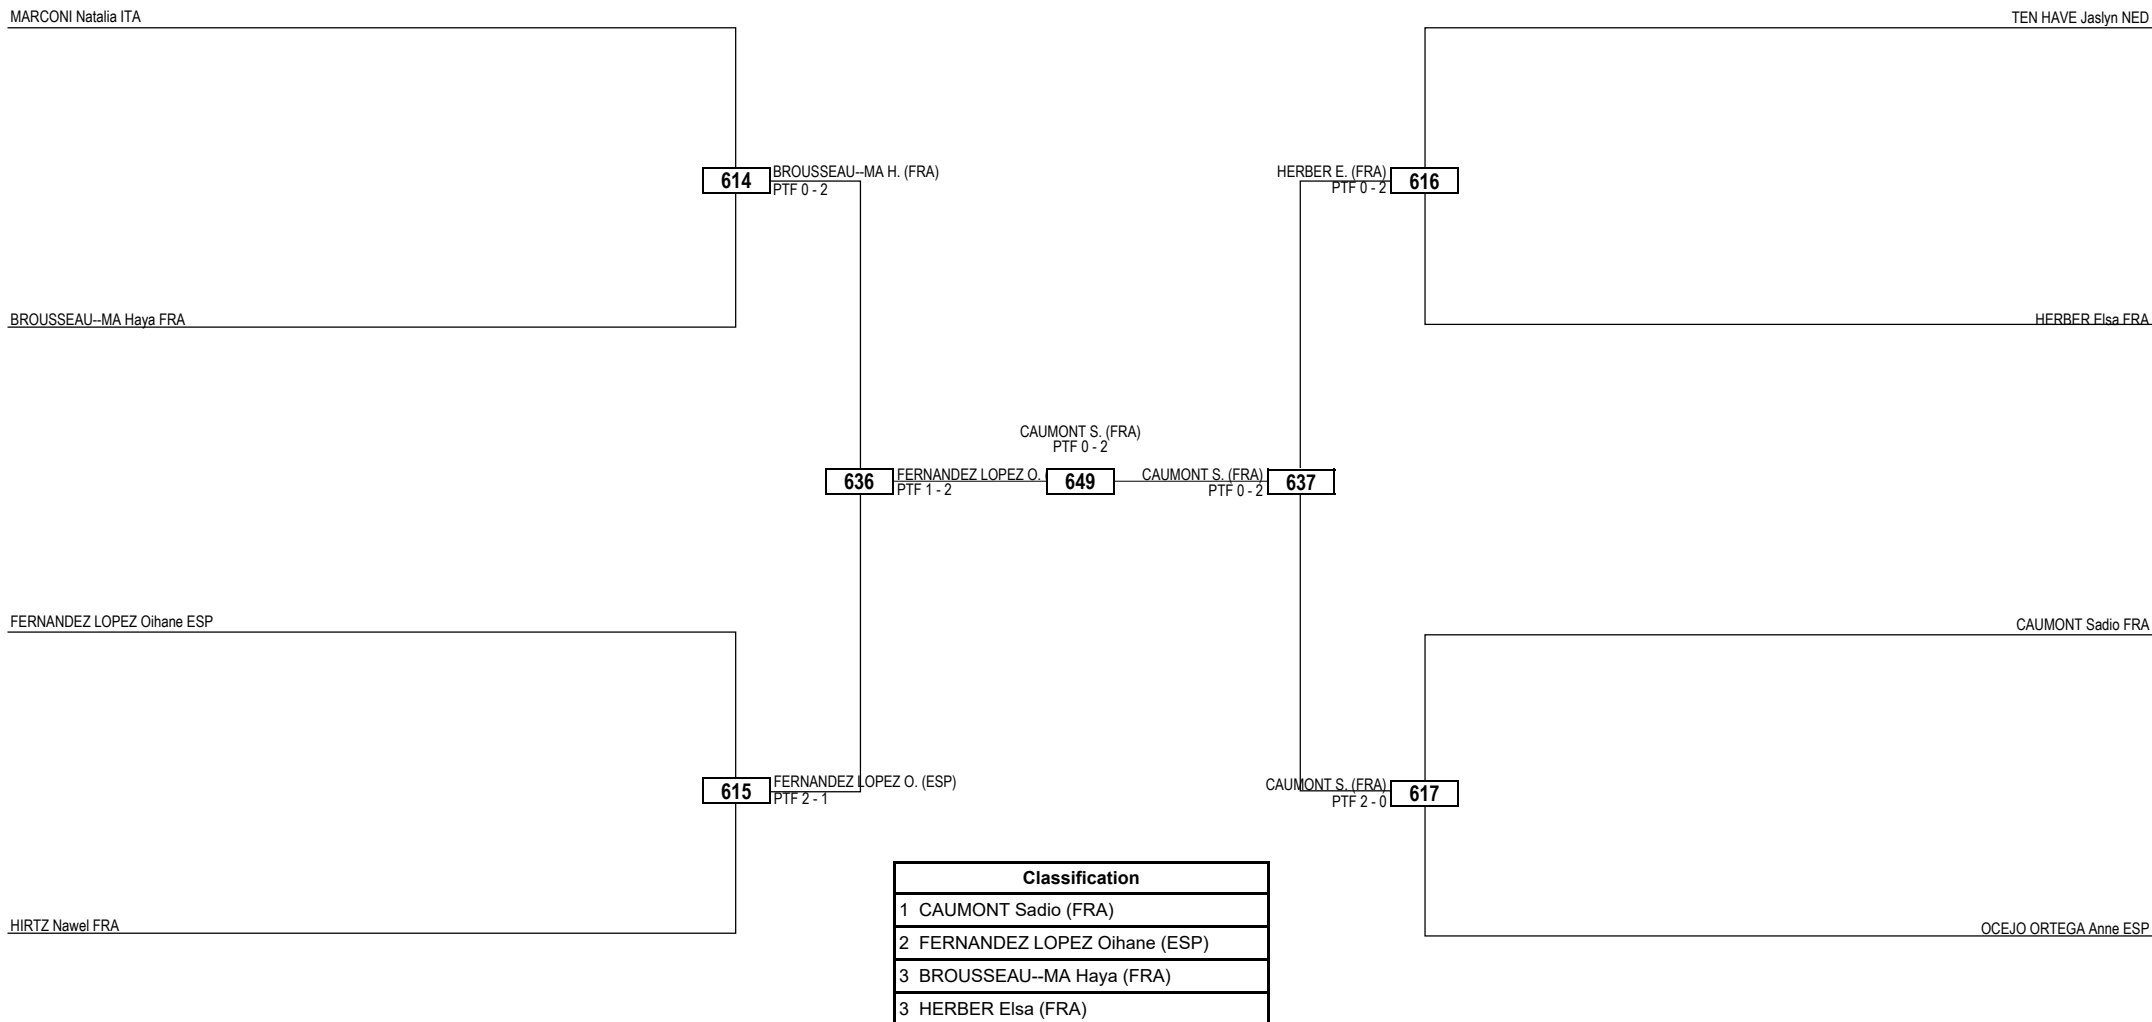 MARCONI Natalia ITA
TEN HAVE Jaslyn NED
614
BROUSSEAU--MA H. (FRA)
PTF 0 - 2
HERBER E. (FRA)
PTF 0 - 2
616
BROUSSEAU--MA Haya FRA
HERBER Elsa FRA
CAUMONT S. (FRA)
PTF 0 - 2
636
FERNANDEZ LOPEZ O. (
PTF 1 - 2
649
CAUMONT S. (FRA)
PTF 0 - 2
637
FERNANDEZ LOPEZ Oihane ESP
CAUMONT Sadio FRA
615
FERNANDEZ LOPEZ O. (ESP)
PTF 2 - 1
CAUMONT S. (FRA)
PTF 2 - 0
617
HIRTZ Nawel FRA
OCEJO ORTEGA Anne ESP
Classification
1 CAUMONT Sadio (FRA)
2 FERNANDEZ LOPEZ Oihane (ESP)
3 BROUSSEAU--MA Haya (FRA)
3 HERBER Elsa (FRA)